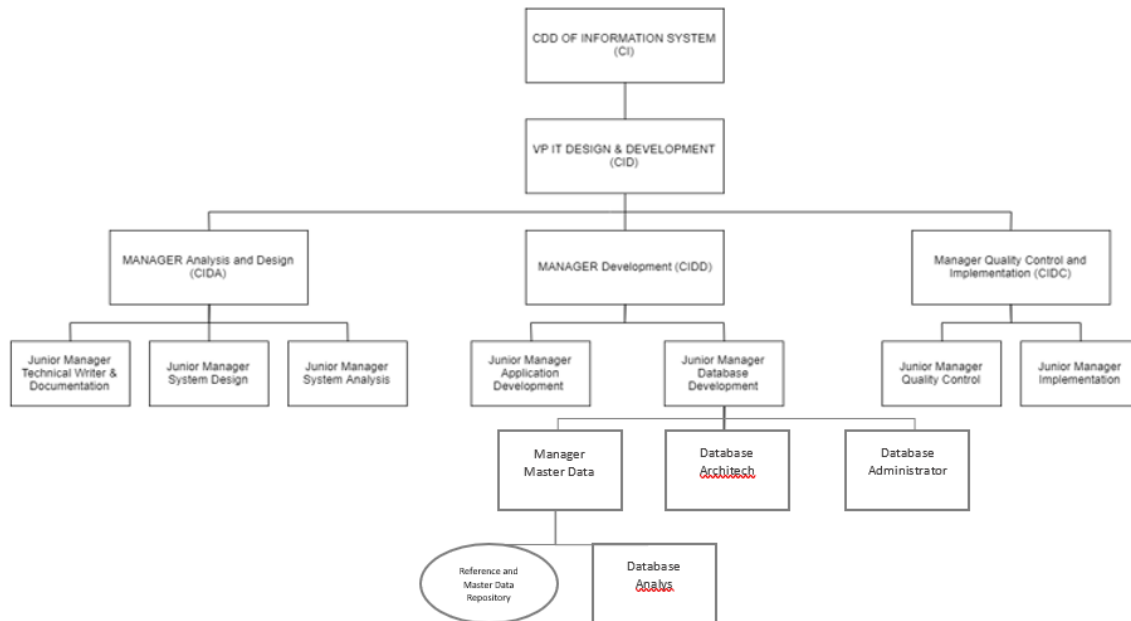 CDD OF INFORMATION SYSTEM
(CI)
VP IT DESIGN & DEVELOPMENT
(CID)
MANAGER Analysis and Design
(CIDA)
MANAGER Development (CIDD)
Manager Quality Control and
Implementation (CIDC)
Junior Manager
Technical Writer &
Documentation
Junior Manager
System Design
Junior Manager
System Analysis
Junior Manager
Application
Development
Junior Manager
Database
Development
Junior Manager
Quality Control
Junior Manager
Implementation
Manager
Master Data
Database
Architech
Database
Administrator
Reference and
Master Data
Repository
Database
Analys